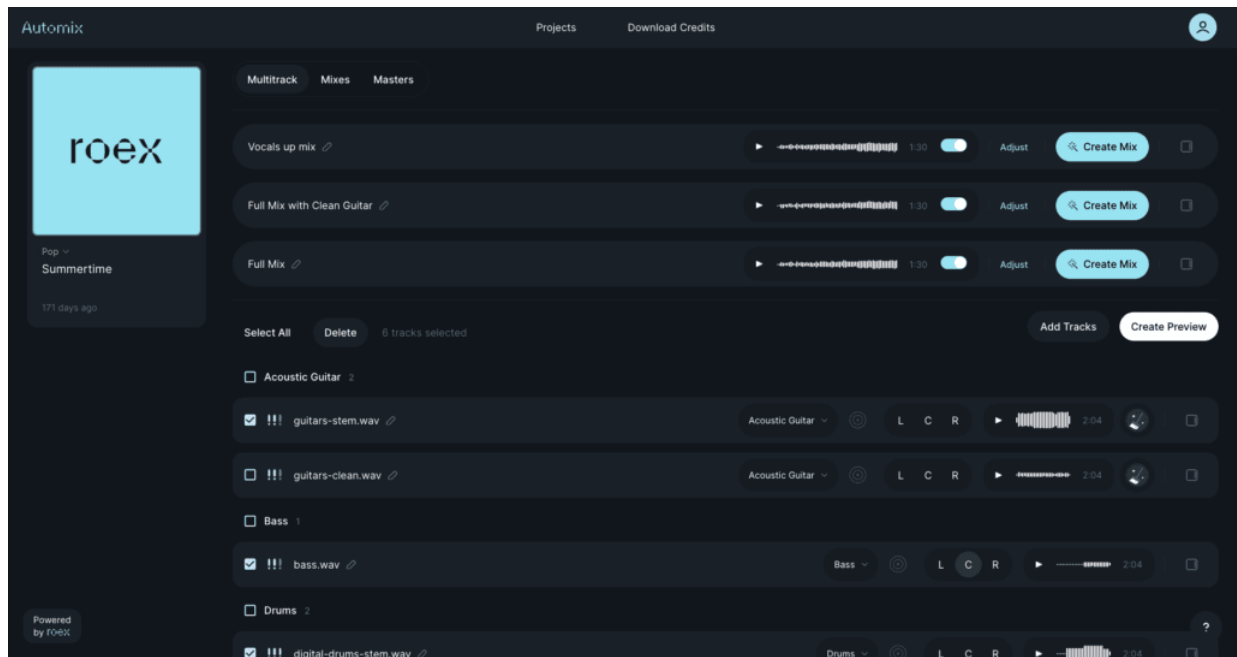 Automix
Projects
Download Credits
roex
Pop
Summertime
171 days ago
Multitrack
Mixes
Masters
Vocals up mix
1:30
Adjust
Create Mix
Full Mix with Clean Guitar
1:30
Adjust
Create Mix
Full Mix
1:30
Adjust
Create Mix
Select All
Delete
6 tracks selected
Add Tracks
Create Preview
Acoustic Guitar 2
guitars-stem.wav
Acoustic Guitar
L C R
2:04
guitars-clean.wav
Acoustic Guitar
L C R
2:04
Bass 1
bass.wav
Bass
L C R
2:04
Drums 2
digital-drums-stem.wav
Drums
L C R
2:04
Powered
by roex
?